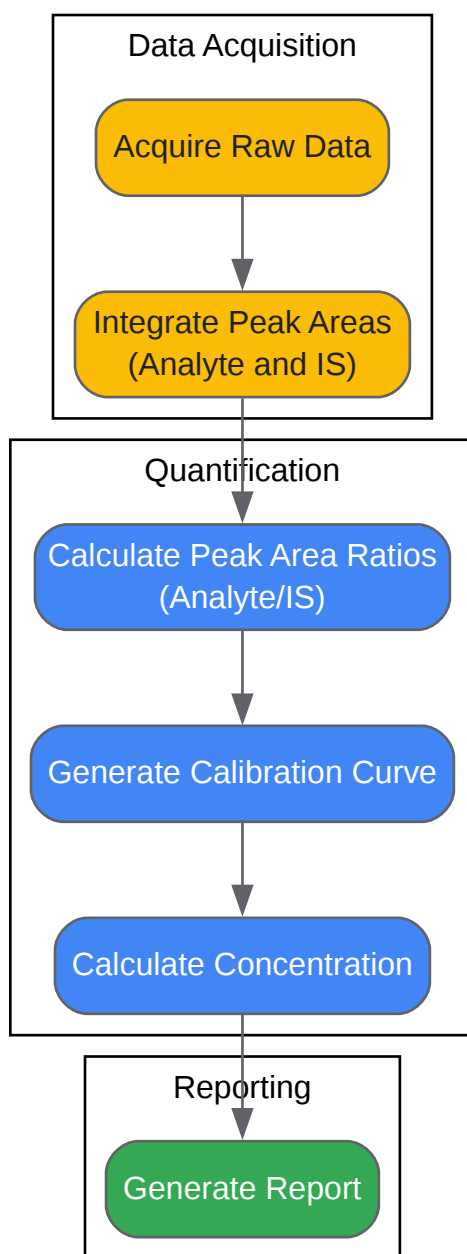 Data Acquisition
Acquire Raw Data
Integrate Peak Areas
(Analyte and IS)
Quantification
Calculate Peak Area Ratios
(Analyte/IS)
Generate Calibration Curve
Calculate Concentration
Reporting
Generate Report